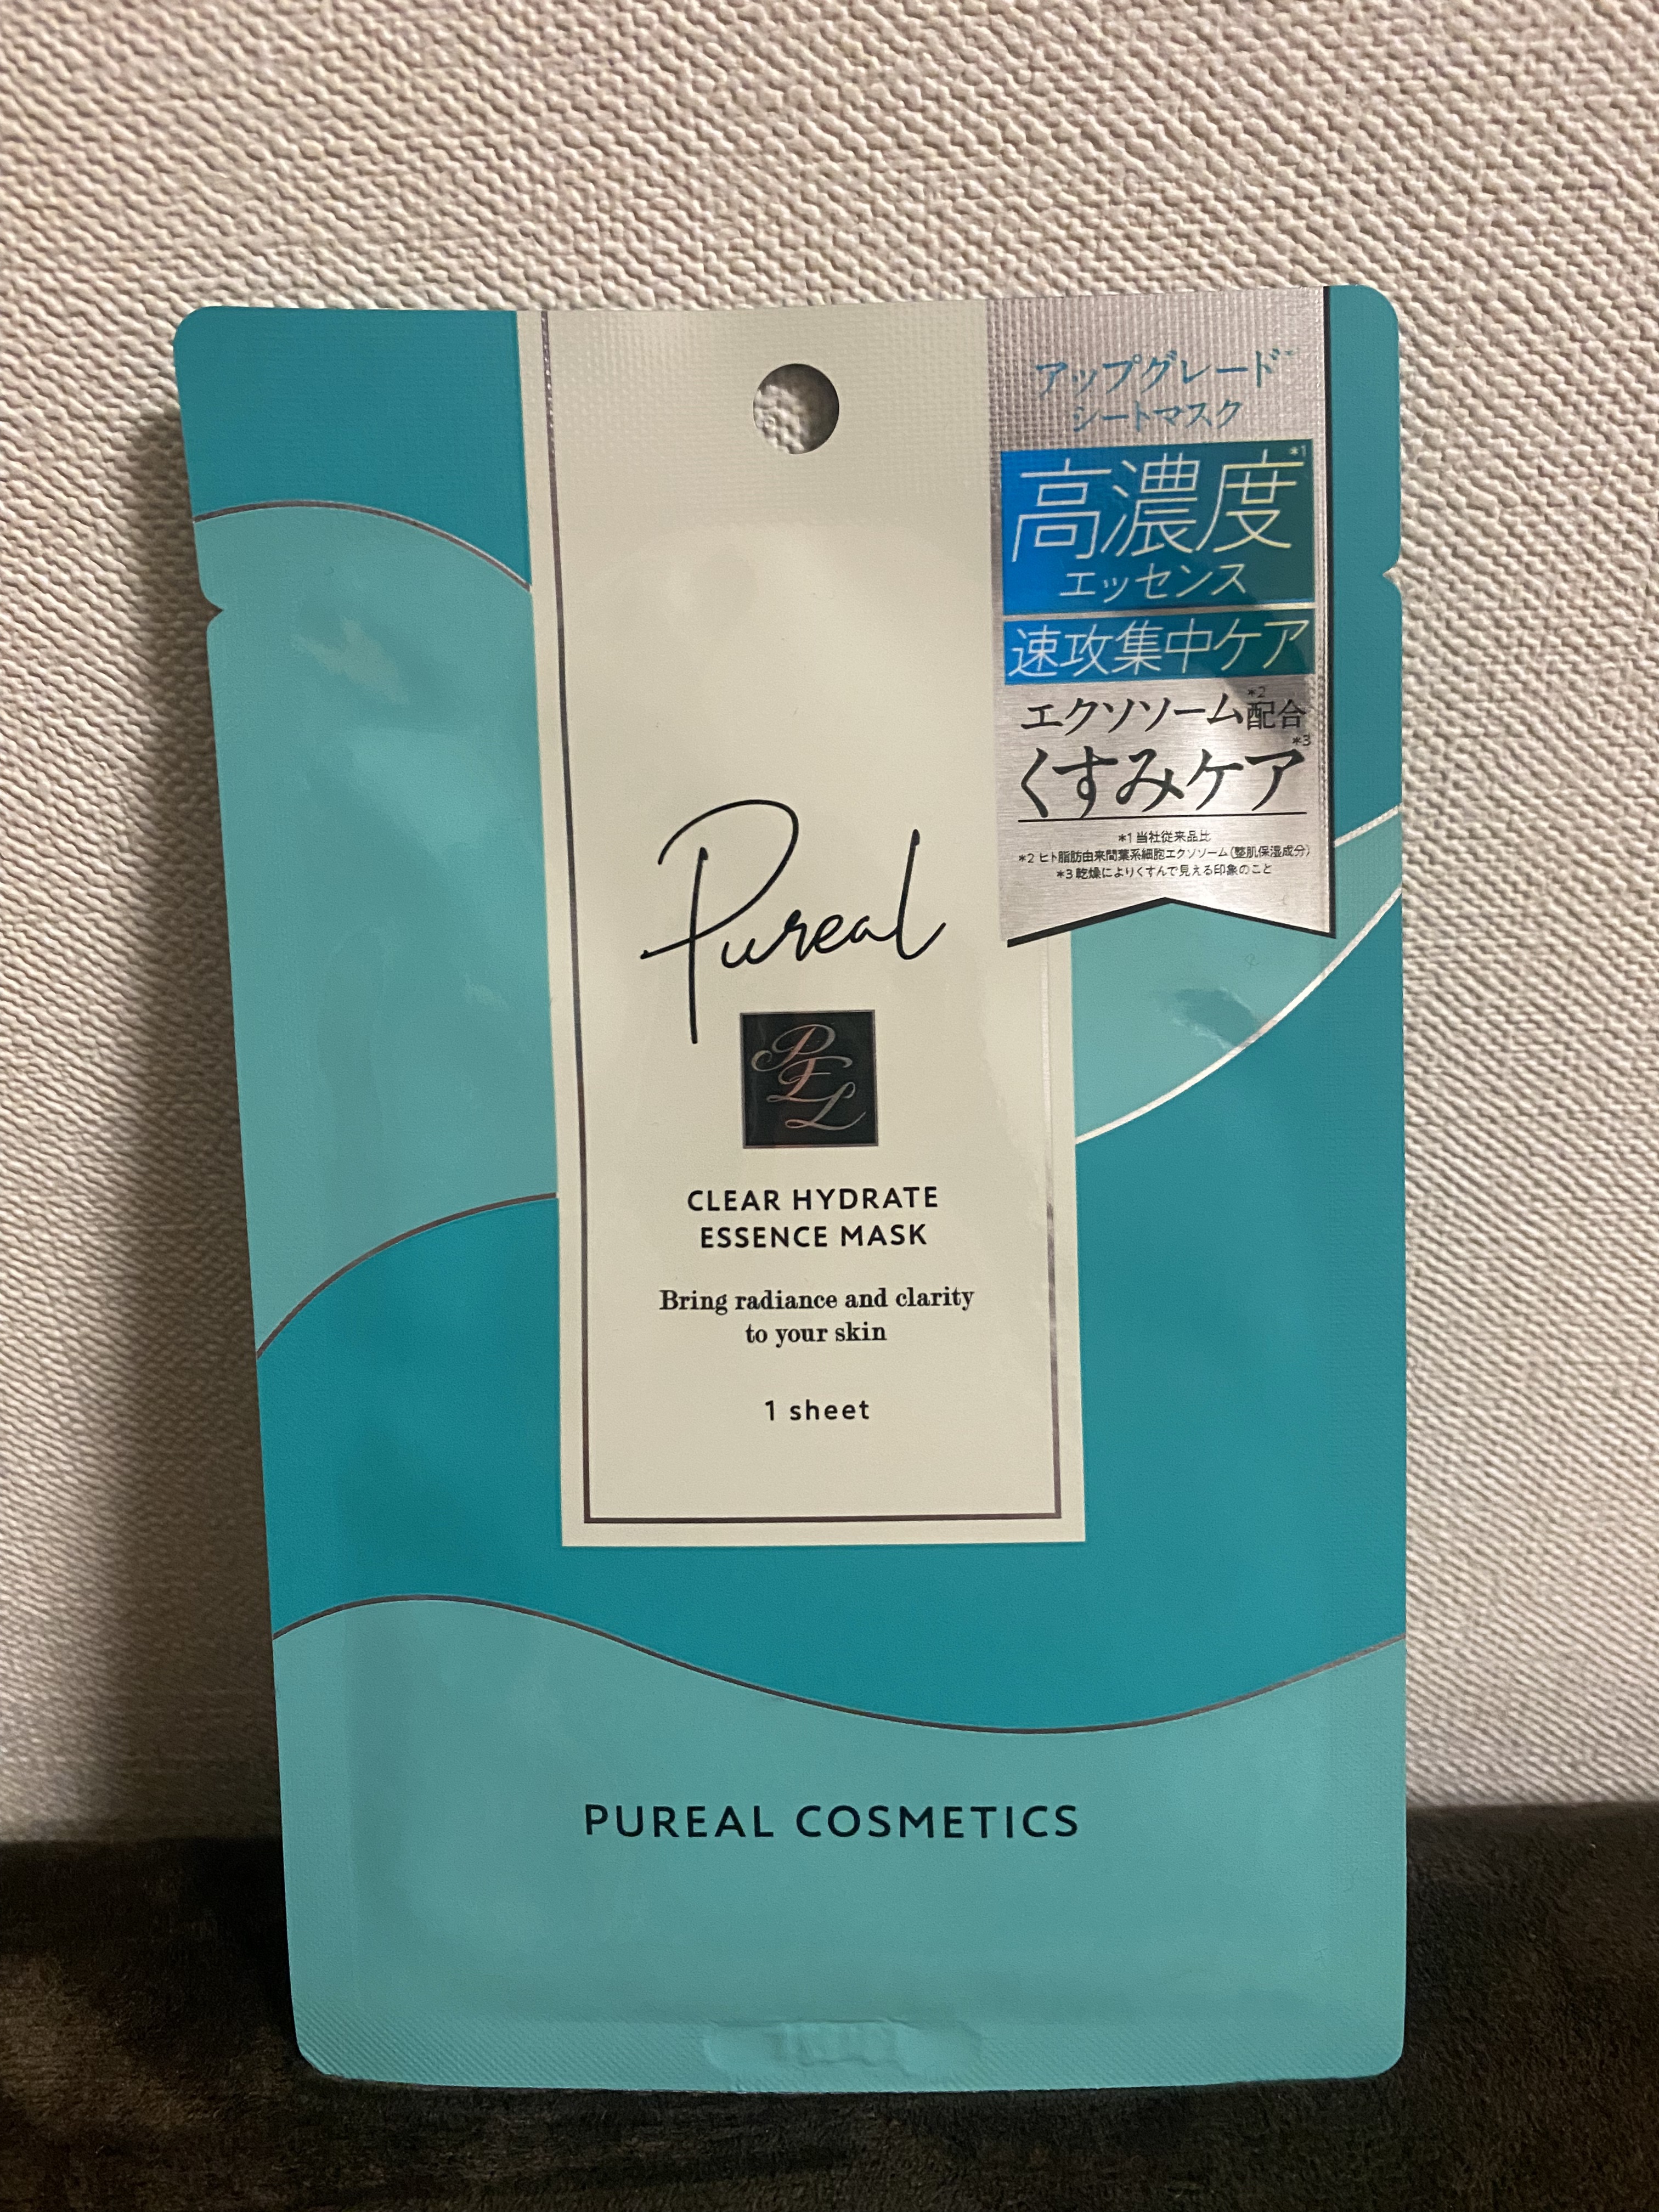 アップグレード*
シートマスク
高濃度*1
エッセンス
速攻集中ケア
エクソソーム*2配合
くすみケア*3
*1 当社従来品比
*2 ヒト脂肪由来間葉系細胞エクソソーム(整肌保湿成分)
*3 乾燥によりくすんで見える印象のこと
Pureal
PEL
CLEAR HYDRATE
ESSENCE MASK
Bring radiance and clarity
to your skin
1 sheet
PUREAL COSMETICS